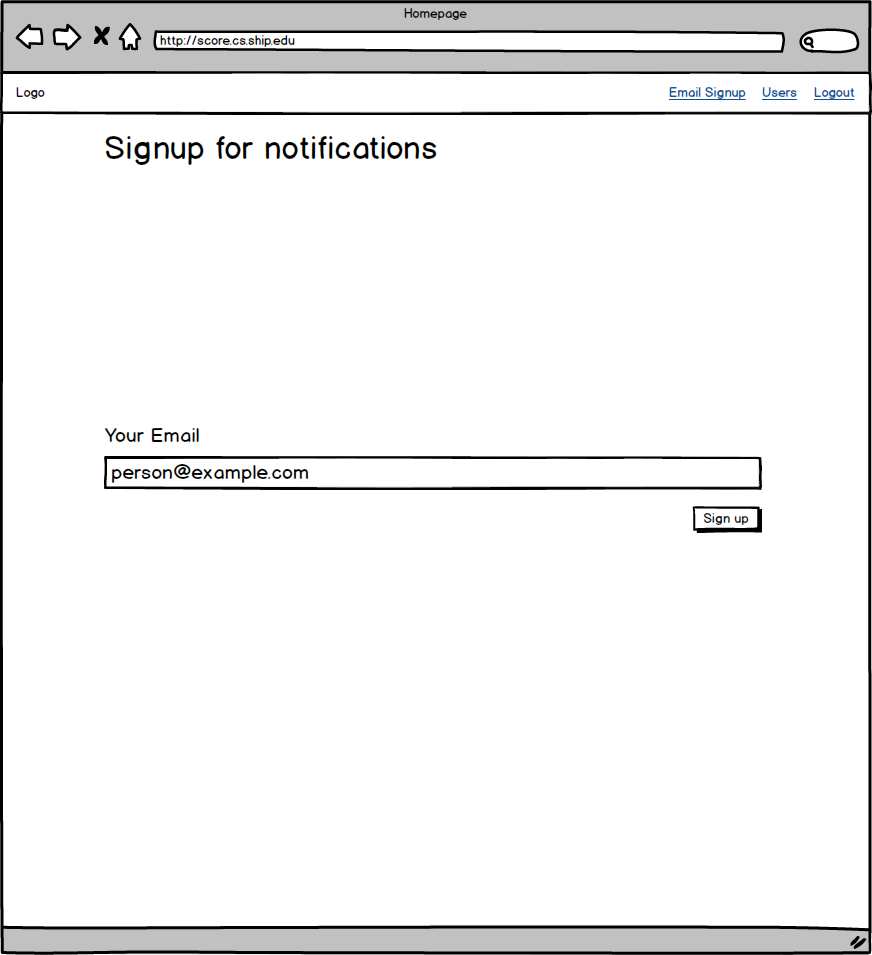 Homepage
http://score.cs.ship.edu
Logo Email Signup Users Logout
Signup for notifications
Your Email
person@example.com
Sign up